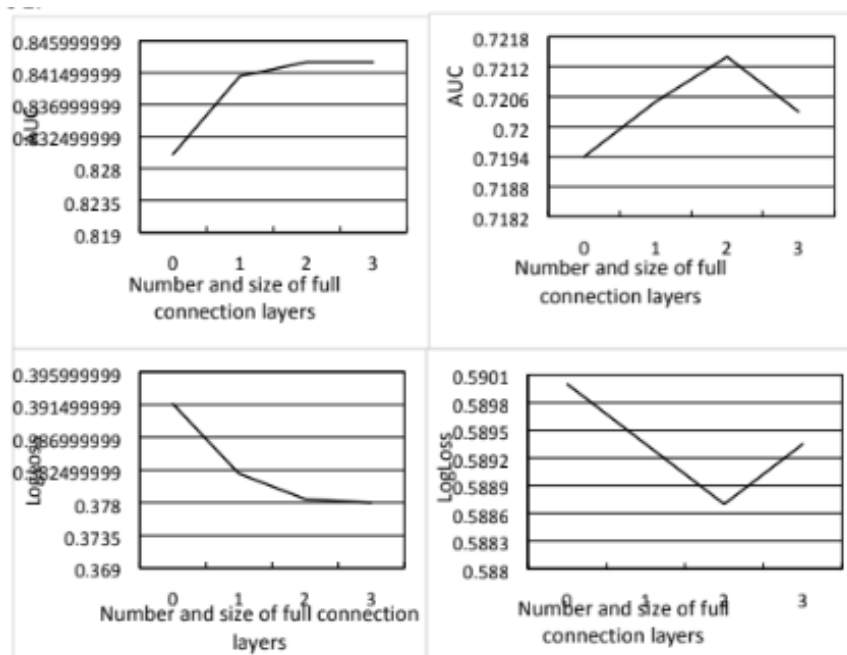 0.845999999
0.841499999
0.836999999
0.832499999
0.828
0.8235
0.819
AUC
0 1 2 3
Number and size of full
connection layers
0.7218
0.7212
0.7206
0.72
0.7194
0.7188
0.7182
AUC
0 1 2 3
Number and size of full
connection layers
0.395999999
0.391499999
0.386999999
0.382499999
0.378
0.3735
0.369
LogLoss
0 1 2 3
Number and size of full connection
layers
0.5901
0.5898
0.5895
0.5892
0.5889
0.5886
0.5883
0.588
LogLoss
0 1 2 3
Number and size of full
connection layers